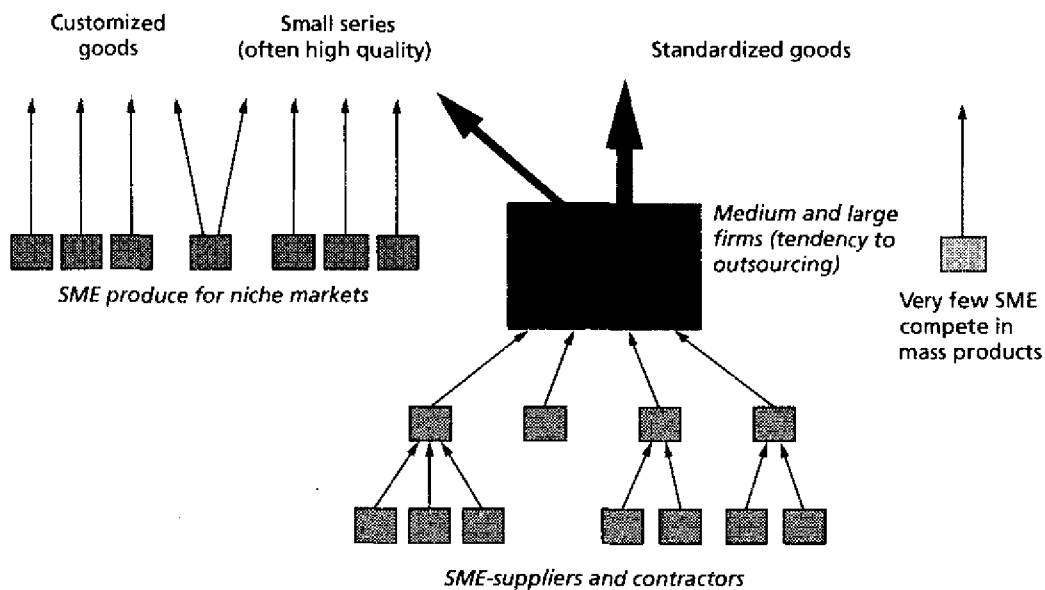 Customized
goods
Small series
(often high quality)
Standardized goods
SME produce for niche markets
Medium and large
firms (tendency to
outsourcing)
Very few SME
compete in
mass products
SME-suppliers and contractors